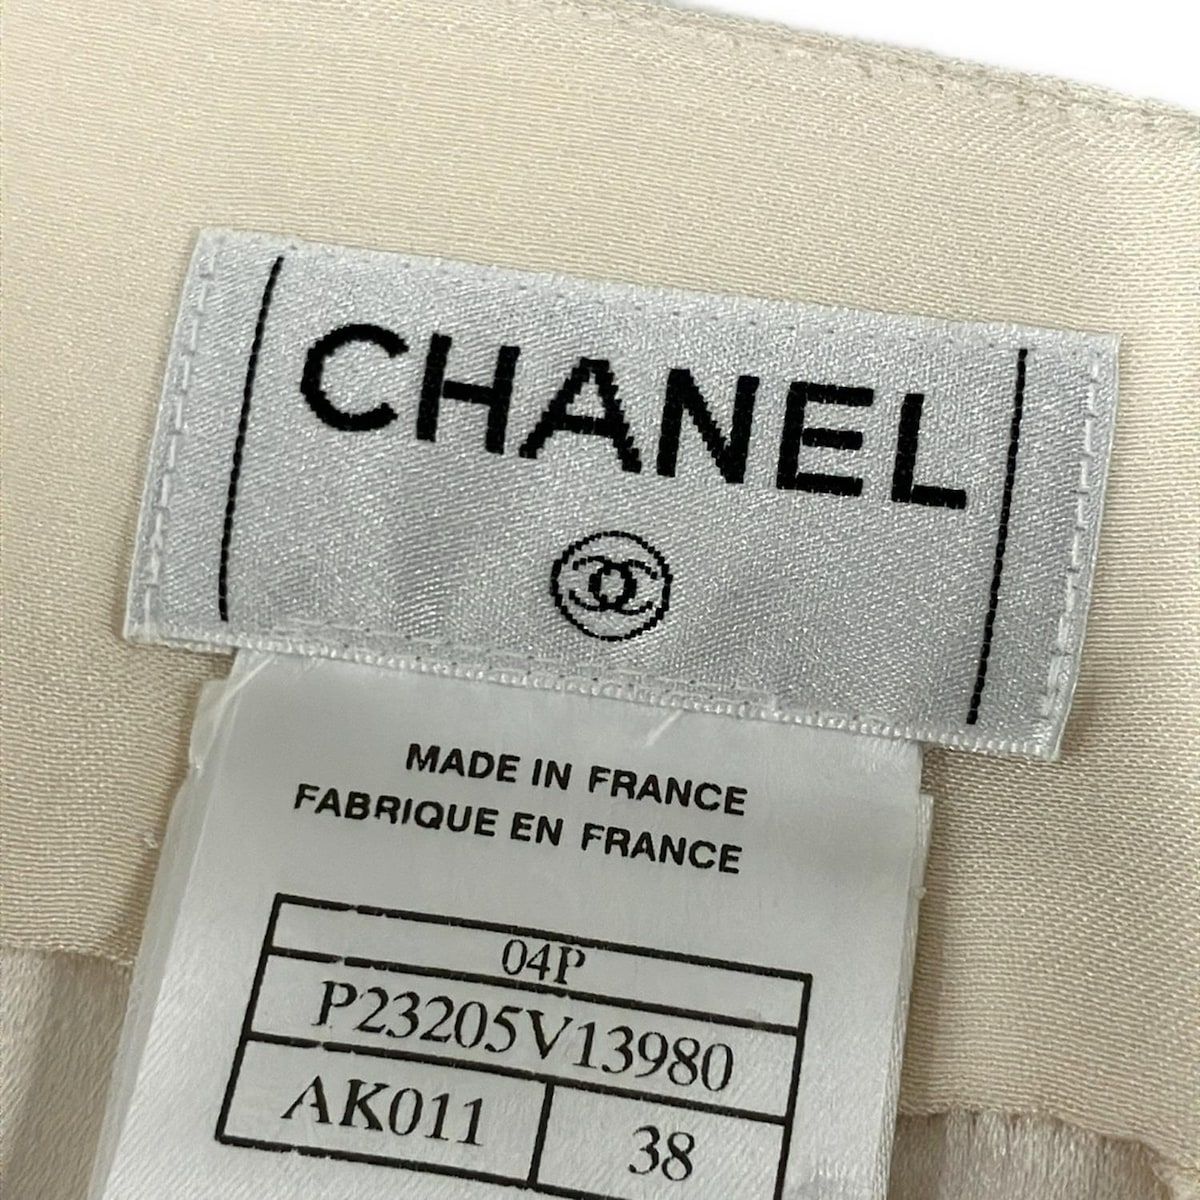 CHANEL
MADE IN FRANCE
FABRIQUE EN FRANCE
04P
P23205V13980
AK011 38